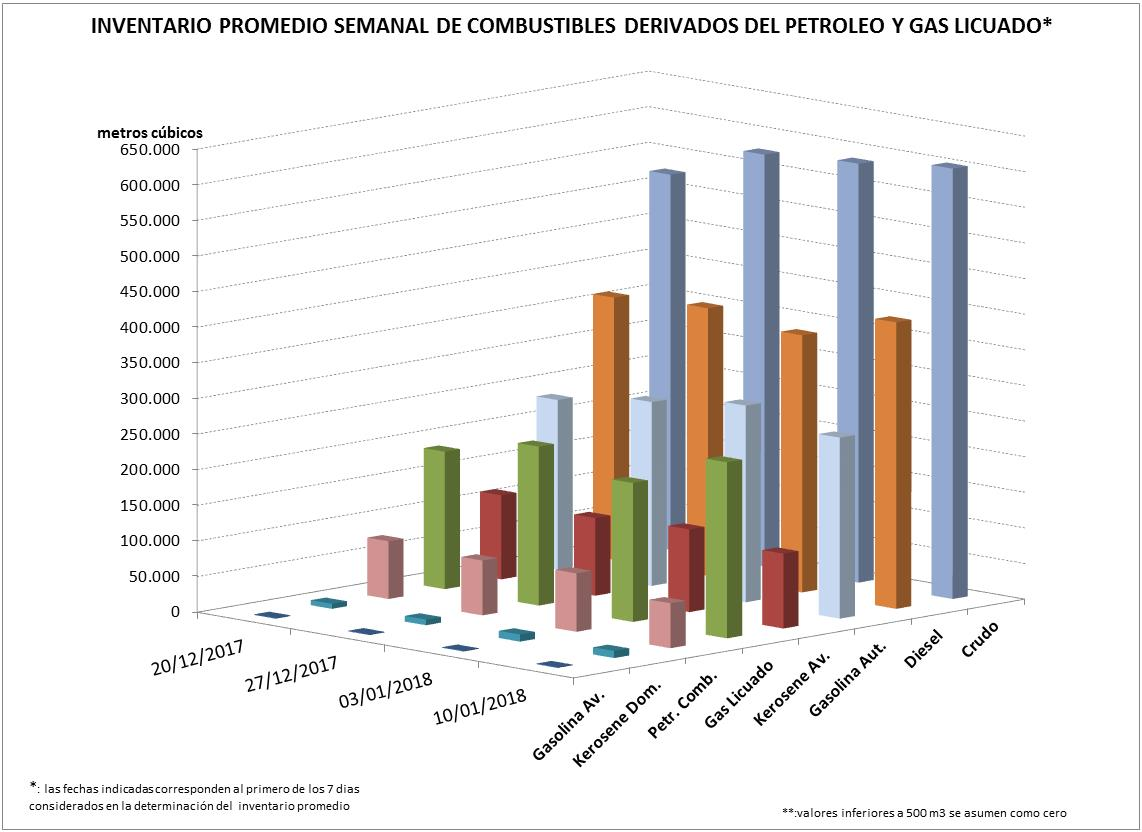 INVENTARIO PROMEDIO SEMANAL DE COMBUSTIBLES DERIVADOS DEL PETROLEO Y GAS LICUADO*
metros cúbicos
650.000
600.000
550.000
500.000
450.000
400.000
350.000
300.000
250.000
200.000
150.000
100.000
50.000
0
20/12/2017
27/12/2017
03/01/2018
10/01/2018
Gasolina Av.
Kerosene Dom.
Petr. Comb.
Gas Licuado
Kerosene Av.
Gasolina Aut.
Diesel
Crudo
*: las fechas indicadas corresponden al primero de los 7 dias
considerados en la determinación del inventario promedio
**:valores inferiores a 500 m3 se asumen como cero